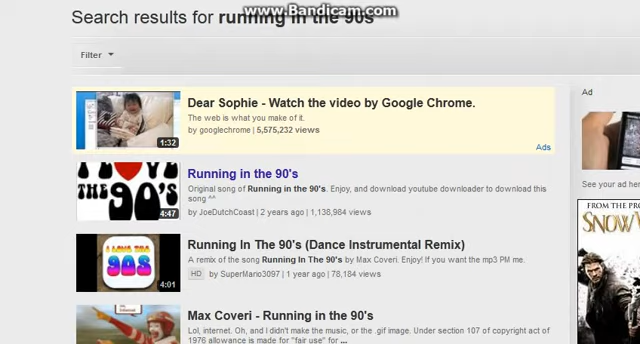 www.Bandicam.com
Search results for running in the 90s
Filter
Dear Sophie - Watch the video by Google Chrome.
The web is what you make of it.
by googlechrome | 5,575,232 views
1:32
Ads
I LOVE THE 90'S
4:47
Running in the 90's
Original song of Running in the 90's. Enjoy, and download youtube downloader to download this
song ^^
by JoeDutchCoast | 2 years ago | 1,138,984 views
I LOVE THE
90S
4:01
Running In The 90's (Dance Instrumental Remix)
A remix of the song Running In The 90's by Max Coveri. Enjoy! If you want the mp3 PM me.
HD by SuperMario3097 | 1 year ago | 78,184 views
Max Coveri - Running in the 90's
Lol, internet. Oh, and I didn't make the music, or the .gif image. Under section 107 of copyright act of
1976 allowance is made for "fair use" for ...
Ad
See your ad her
FROM THE PRO
SNOW